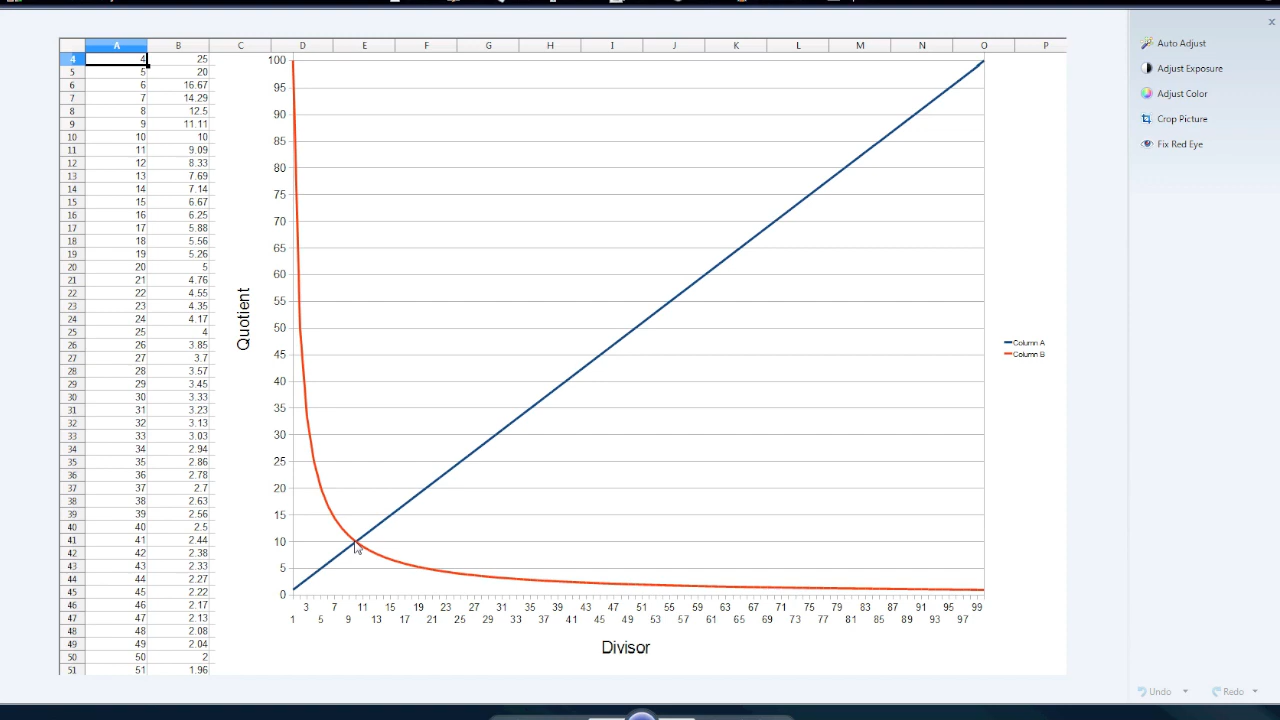 A B C D E F G H I J K L M N O P
4 4 25
5 5 20
6 6 16.67
7 7 14.29
8 8 12.5
9 9 11.11
10 10 10
11 11 9.09
12 12 8.33
13 13 7.69
14 14 7.14
15 15 6.67
16 16 6.25
17 17 5.88
18 18 5.56
19 19 5.26
20 20 5
21 21 4.76
22 22 4.55
23 23 4.35
24 24 4.17
25 25 4
26 26 3.85
27 27 3.7
28 28 3.57
29 29 3.45
30 30 3.33
31 31 3.23
32 32 3.13
33 33 3.03
34 34 2.94
35 35 2.86
36 36 2.78
37 37 2.7
38 38 2.63
39 39 2.56
40 40 2.5
41 41 2.44
42 42 2.38
43 43 2.33
44 44 2.27
45 45 2.22
46 46 2.17
47 47 2.13
48 48 2.08
49 49 2.04
50 50 2
51 51 1.96
Quotient
100
95
90
85
80
75
70
65
60
55
50
45
40
35
30
25
20
15
10
5
0
3 7 11 15 19 23 27 31 35 39 43 47 51 55 59 63 67 71 75 79 83 87 91 95 99
1 5 9 13 17 21 25 29 33 37 41 45 49 53 57 61 65 69 73 77 81 85 89 93 97
Divisor
Column A
Column B
Auto Adjust
Adjust Exposure
Adjust Color
Crop Picture
Fix Red Eye
Undo Redo